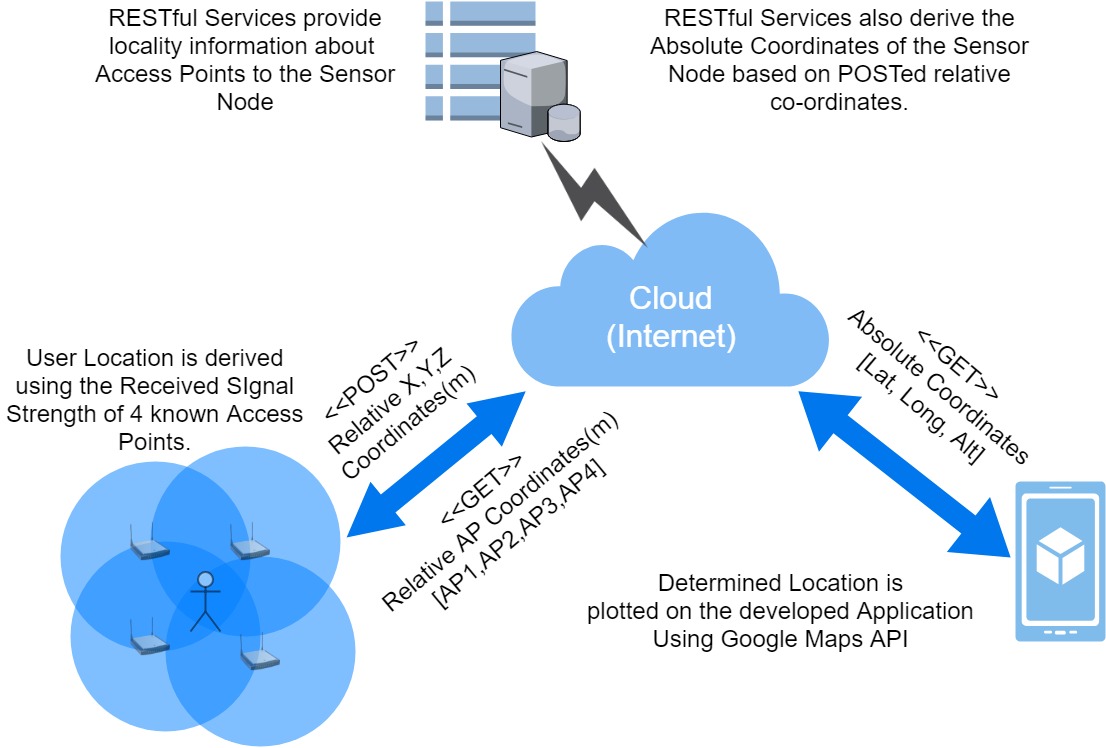 RESTful Services provide
locality information about
Access Points to the Sensor
Node
RESTful Services also derive the
Absolute Coordinates of the Sensor
Node based on POSTed relative
co-ordinates.
Cloud
(Internet)
User Location is derived
using the Received SIgnal
Strength of 4 known Access
Points.
<<POST>>
Relative X,Y,Z
Coordinates(m)
<<GET>>
Relative AP Coordinates(m)
[AP1,AP2,AP3,AP4]
<<GET>>
Absolute Coordinates
[Lat, Long, Alt]
Determined Location is
plotted on the developed Application
Using Google Maps API